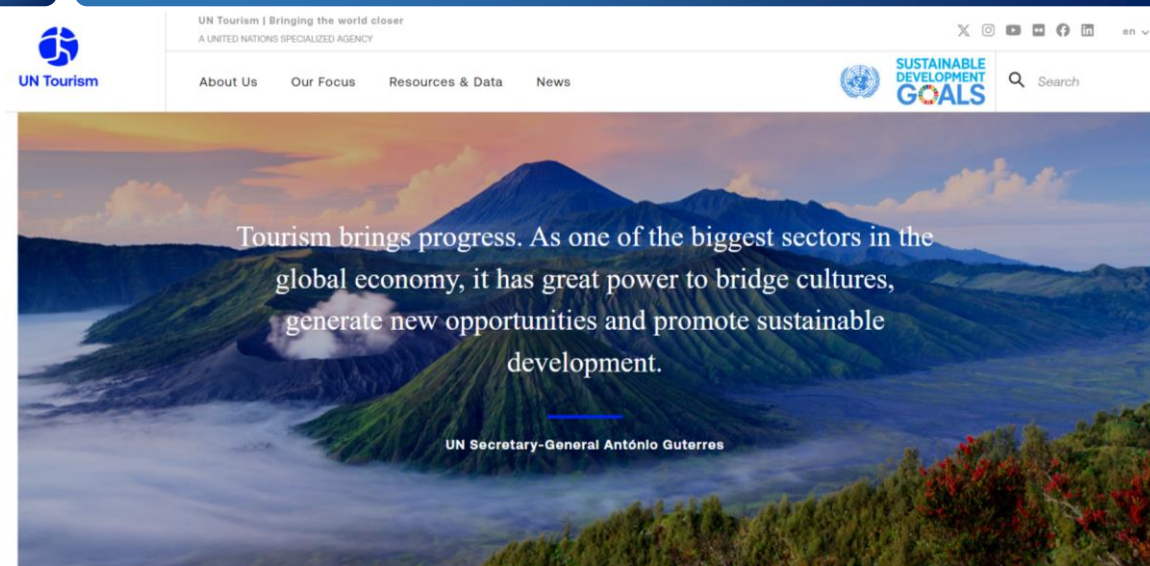 UN Tourism | Bringing the world closer
A UNITED NATIONS SPECIALIZED AGENCY
en
UN Tourism
About Us
Our Focus
Resources & Data
News
SUSTAINABLE
DEVELOPMENT
GOALS
Search
Tourism brings progress. As one of the biggest sectors in the
global economy, it has great power to bridge cultures,
generate new opportunities and promote sustainable
development.
UN Secretary-General António Guterres